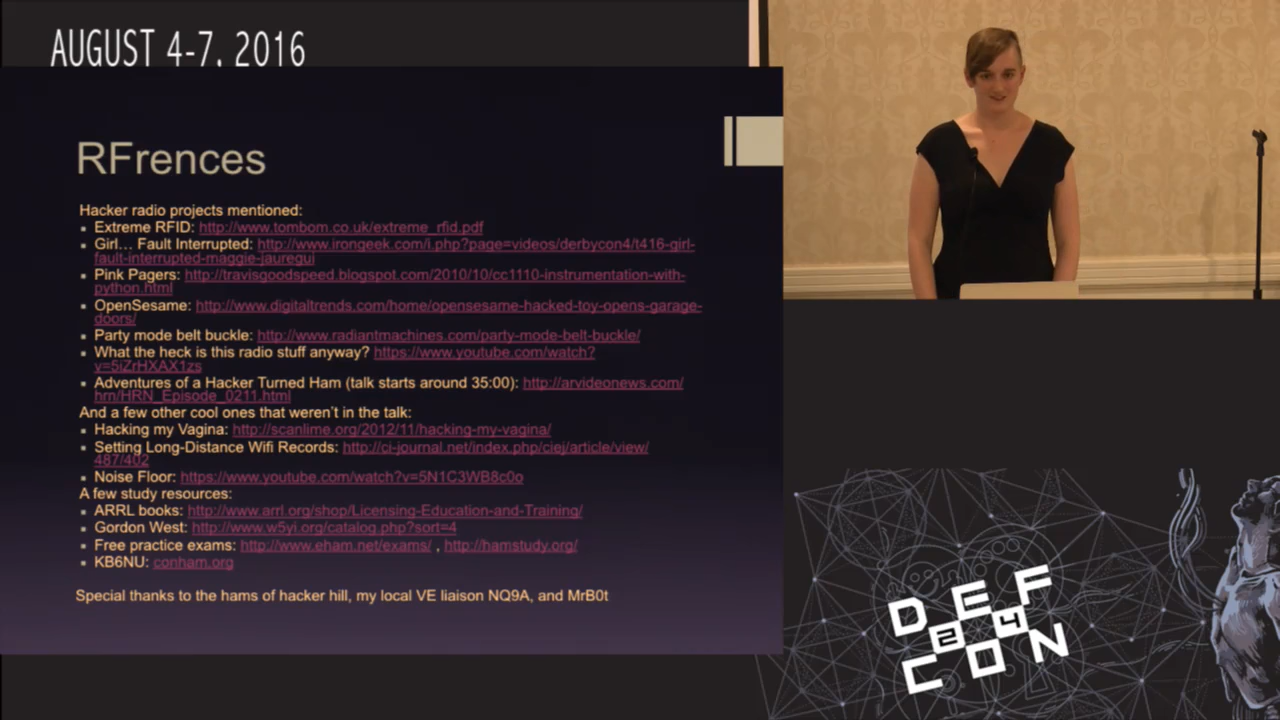 AUGUST 4-7, 2016
RFrences
Hacker radio projects mentioned:
Extreme RFID: http://www.tombom.co.uk/extreme_rfid.pdf
Girl... Fault Interrupted: http://www.irongeek.com/i.php?page=videos/derbycon4/t416-girl-
fault-interrupted-maggie-jauregui
Pink Pagers: http://travisgoodspeed.blogspot.com/2010/10/cc1110-instrumentation-with-
python.html
OpenSesame: http://www.digitaltrends.com/home/opensesame-hacked-toy-opens-garage-
doors/
Party mode belt buckle: http://www.radiantmachines.com/party-mode-belt-buckle/
What the heck is this radio stuff anyway? https://www.youtube.com/watch?
v=5iZrHXAX1zs
Adventures of a Hacker Turned Ham (talk starts around 35:00): http://arvideonews.com/
hrn/HRN_Episode_0211.html
And a few other cool ones that weren't in the talk:
Hacking my Vagina: http://scanlime.org/2012/11/hacking-my-vagina/
Setting Long-Distance Wifi Records: http://ci-journal.net/index.php/ciej/article/view/
487/402
Noise Floor: https://www.youtube.com/watch?v=5N1C3WB8c0o
A few study resources:
ARRL books: http://www.arrl.org/shop/Licensing-Education-and-Training/
Gordon West: http://www.w5yi.org/catalog.php?sort=4
Free practice exams: http://www.eham.net/exams/ , http://hamstudy.org/
KB6NU: conham.org
Special thanks to the hams of hacker hill, my local VE liaison NQ9A, and MrB0t
DEF
24
CON